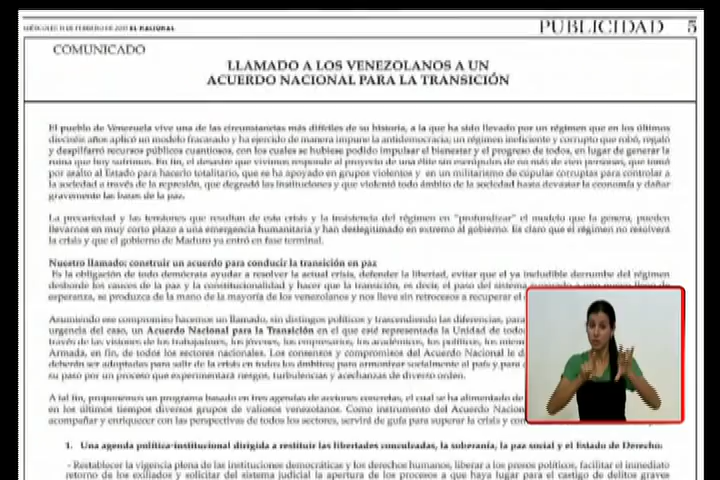 MIÉRCOLES 11 DE FEBRERO DE 2015 EL NACIONAL
PUBLICIDAD 5
COMUNICADO
LLAMADO A LOS VENEZOLANOS A UN
ACUERDO NACIONAL PARA LA TRANSICIÓN
El pueblo de Venezuela vive una de las circunstancias más difíciles de su historia, a la que ha sido llevado por un régimen que en los últimos
dieciséis años aplicó un modelo fracasado y ha ejercido de manera impune la antidemocracia; un régimen ineficiente y corrupto que robó, regaló
y despilfarró recursos públicos cuantiosos, con los cuales se hubiese podido impulsar el bienestar y el progreso de todos, en lugar de generar la
ruina que hoy sufrimos. En fin, el desastre que vivimos responde al proyecto de una élite sin escrúpulos de no más de cien personas, que tomó
por asalto al Estado para hacerlo totalitario, que se ha apoyado en grupos violentos y en un militarismo de cúpulas corruptas para controlar a
la sociedad a través de la represión, que degradó las instituciones y que violentó todo ámbito de la sociedad hasta devastar la economía y dañar
gravemente las bases de la paz.
La precariedad y las tensiones que resultan de esta crisis y la insistencia del régimen en "profundizar" el modelo que la genera, pueden
llevarnos en muy corto plazo a una emergencia humanitaria y han deslegitimado en extremo al gobierno. Es claro que el régimen no resolverá
la crisis y que el gobierno de Maduro ya entró en fase terminal.
Nuestro llamado: construir un acuerdo para conducir la transición en paz
Es la obligación de todo demócrata ayudar a resolver la actual crisis, defender la libertad, evitar que el ya ineludible derrumbe del régimen
desborde los cauces de la paz y la constitucionalidad y hacer que la transición, es decir, el paso del sistema superado a uno nuevo lleno de
esperanza, se produzca de la mano de la mayoría de los venezolanos y nos lleve sin retrocesos a recuperar el
Asumiendo ese compromiso hacemos un llamado, sin distingos políticos y trascendiendo las diferencias, para
urgencia del caso, un Acuerdo Nacional para la Transición en el que esté representada la Unidad de todos
través de las visiones de los trabajadores, los jóvenes, los empresarios, los académicos, los políticos, los
Armada, en fin, de todos los sectores nacionales. Los consensos y compromisos del Acuerdo Nacional le
deberán ser adoptadas para salir de la crisis en todos los ámbitos; para armonizar socialmente al país y para
su paso por un proceso que experimentará riesgos, turbulencias y acechanzas de diverso orden.
A tal fin, proponemos un programa basado en tres agendas de acciones concretas, el cual se ha alimentado de
en los últimos tiempos diversos grupos de valiosos venezolanos. Como instrumento del Acuerdo Nacional
acompañar y enriquecer con las perspectivas de todos los sectores, servirá de guía para superar la crisis y
1. Una agenda político-institucional dirigida a restituir las libertades conculcadas, la soberanía, la paz social y el Estado de Derecho:
- Restablecer la vigencia plena de las instituciones democráticas y los derechos humanos, liberar a los presos políticos, facilitar el inmediato
retorno de los exiliados y solicitar del sistema judicial la apertura de los procesos a que haya lugar para el castigo de delitos graves